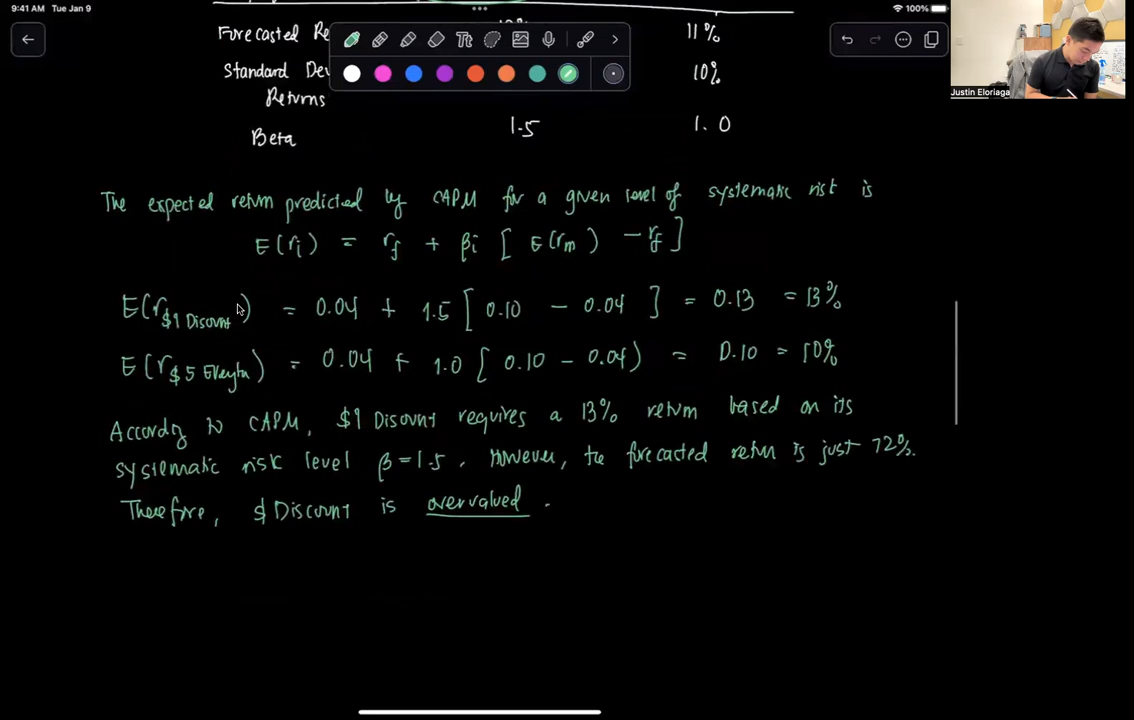 9:41 AM Tue Jan 9
100%
Justin Eloriaga
Forecasted Re 11%
Standard Dev 10%
Returns
Beta 1.5 1.0
The expected return predicted by CAPM for a given level of systematic risk is
E(ri) = rf + βi [ E(rm) - rf ]
E(r$1 Discount) = 0.04 + 1.5 [ 0.10 - 0.04 ] = 0.13 = 13%
E(r$5 ) = 0.04 + 1.0 [ 0.10 - 0.04 ) = 0.10 = 10%
According to CAPM, $1 Discount requires a 13% return based on its
systematic risk level β = 1.5. However, the forecasted return is just 12%.
Therefore, $ Discount is overvalued.